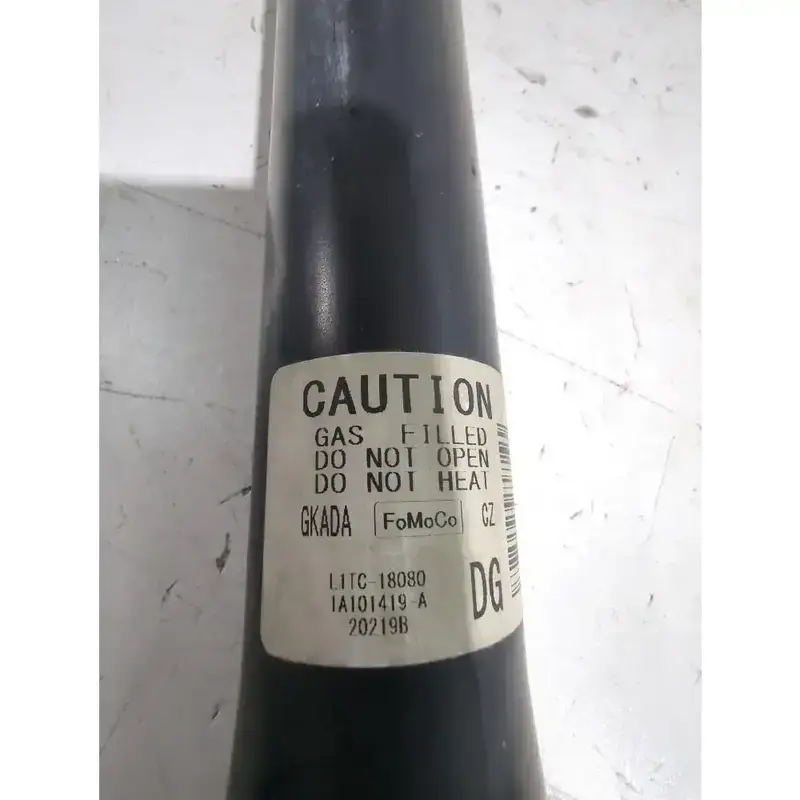 CAUTION
GAS FILLED
DO NOT OPEN
DO NOT HEAT
GKADA FoMoCo CZ
L1TC-18080
1A101419-A DG
20219B